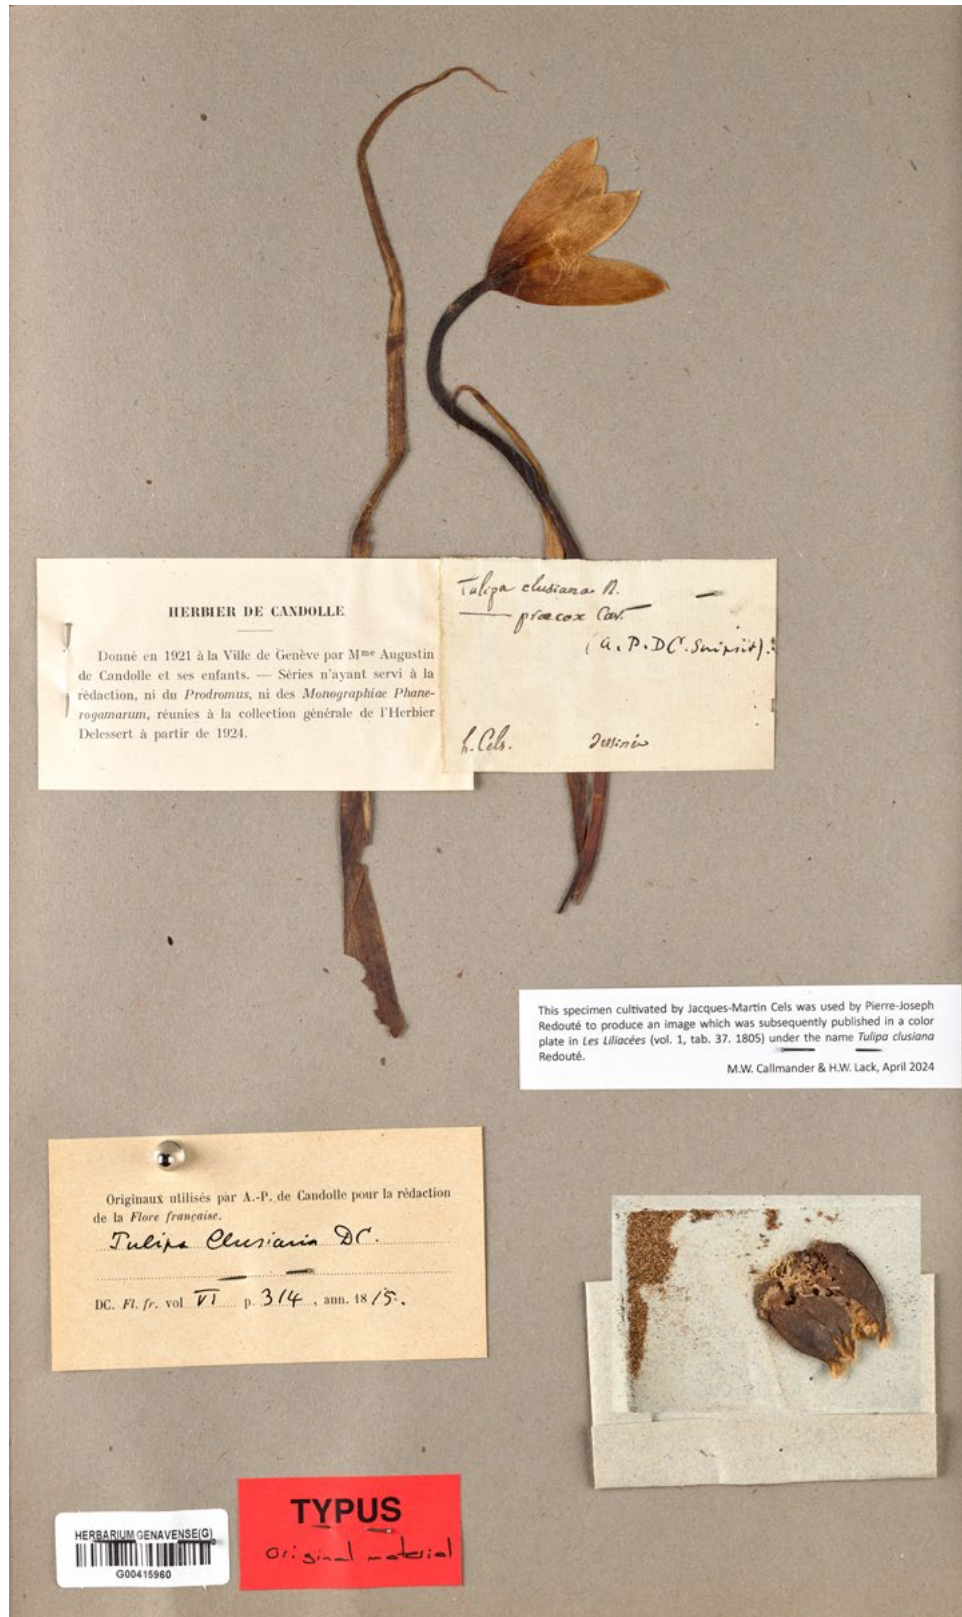 HERBIER DE CANDOLLE
Donné en 1921 à la Ville de Genève par Mme Augustin
de Candolle et ses enfants. — Séries n'ayant servi à la
rédaction, ni du Prodromus, ni des Monographiae Phane-
rogamarum, réunies à la collection générale de l'Herbier
Delessert à partir de 1924.
Tulipa clusiana R.
— præcox Cav.
(A. P. DC. scripsit).
h. Cels.
This specimen cultivated by Jacques-Martin Cels was used by Pierre-Joseph
Redouté to produce an image which was subsequently published in a color
plate in Les Liliacées (vol. 1, tab. 37. 1805) under the name Tulipa clusiana
Redouté.
M.W. Callmander & H.W. Lack, April 2024
Originaux utilisés par A.-P. de Candolle pour la rédaction
de la Flore française.
Tulipa Clusiana DC.
DC. Fl. fr. vol VI p. 314, ann. 1815.
TYPUS
original material
HERBARIUM GENAVENSE(G)
G00415960